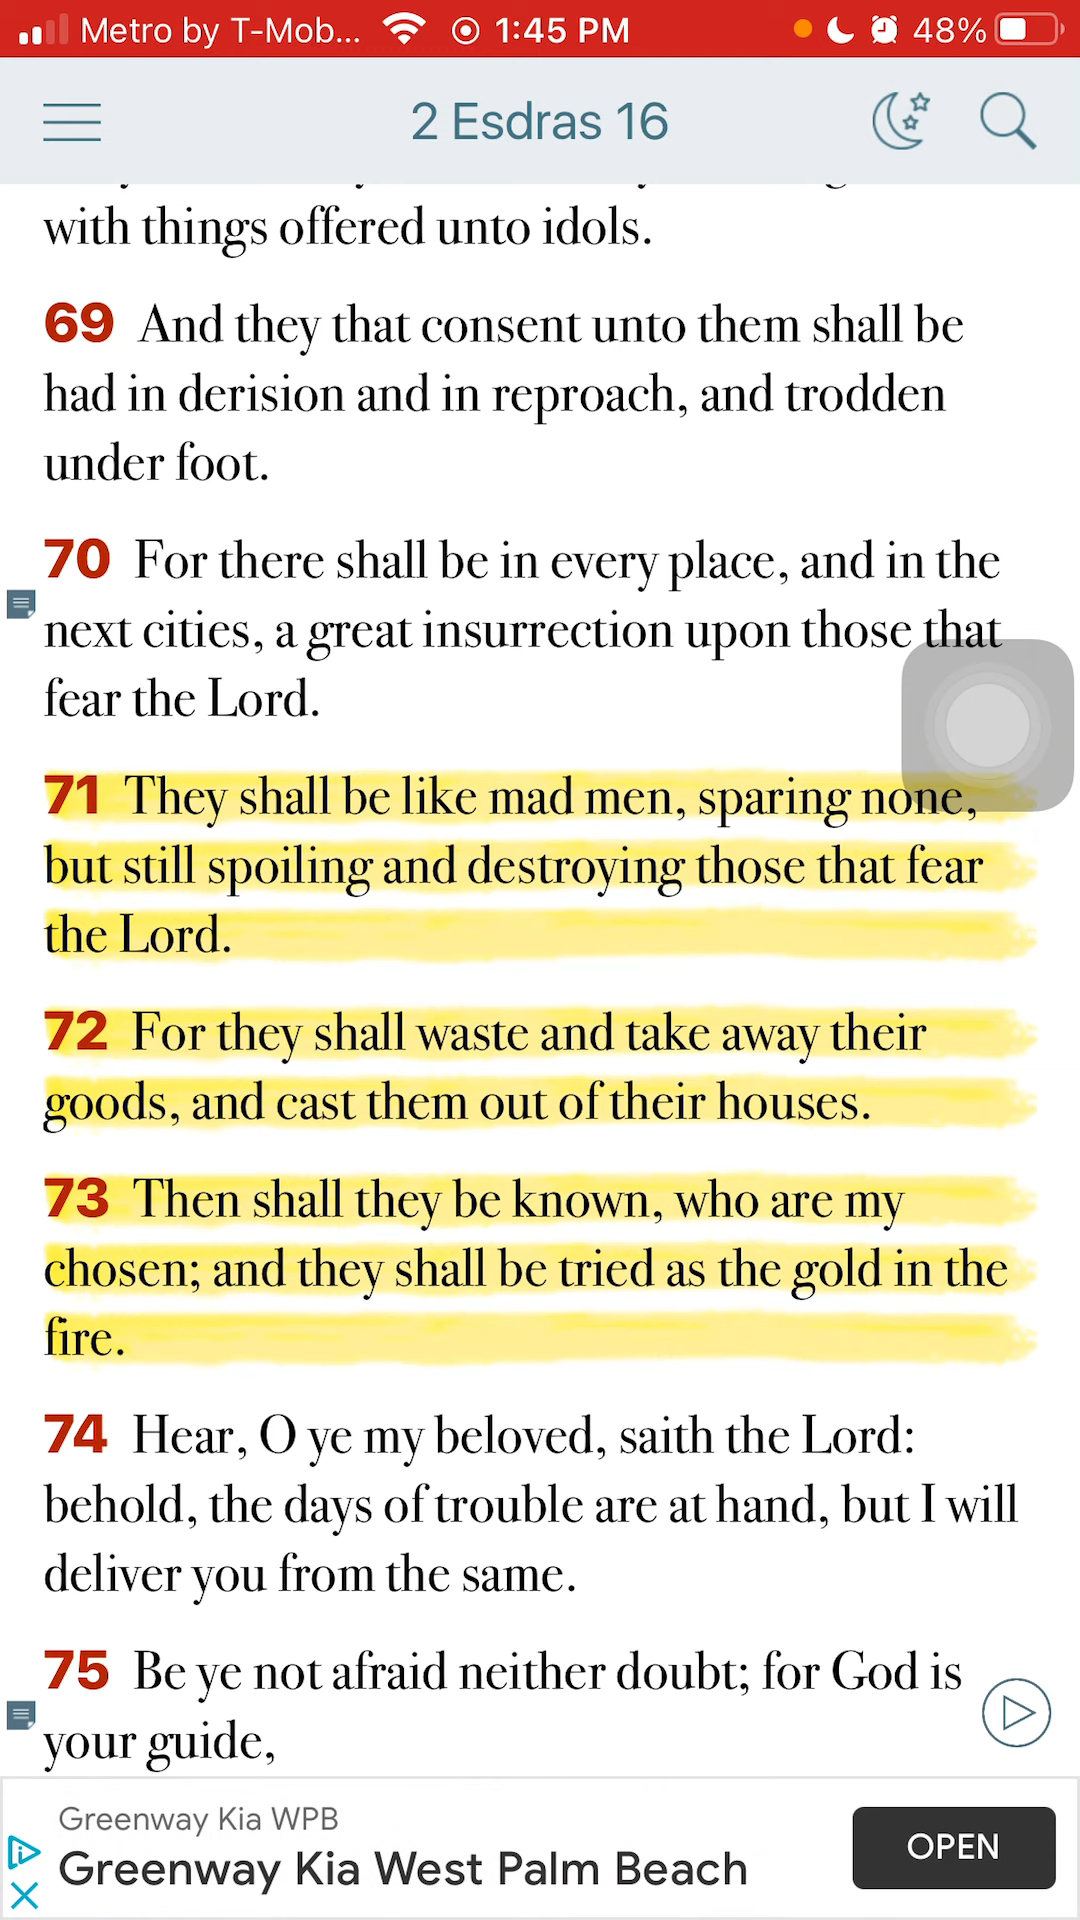 Metro by T-Mob... 1:45 PM 48%
2 Esdras 16
with things offered unto idols.
69 And they that consent unto them shall be
had in derision and in reproach, and trodden
under foot.
70 For there shall be in every place, and in the
next cities, a great insurrection upon those that
fear the Lord.
71 They shall be like mad men, sparing none,
but still spoiling and destroying those that fear
the Lord.
72 For they shall waste and take away their
goods, and cast them out of their houses.
73 Then shall they be known, who are my
chosen; and they shall be tried as the gold in the
fire.
74 Hear, O ye my beloved, saith the Lord:
behold, the days of trouble are at hand, but I will
deliver you from the same.
75 Be ye not afraid neither doubt; for God is
your guide,
Greenway Kia WPB
Greenway Kia West Palm Beach
OPEN